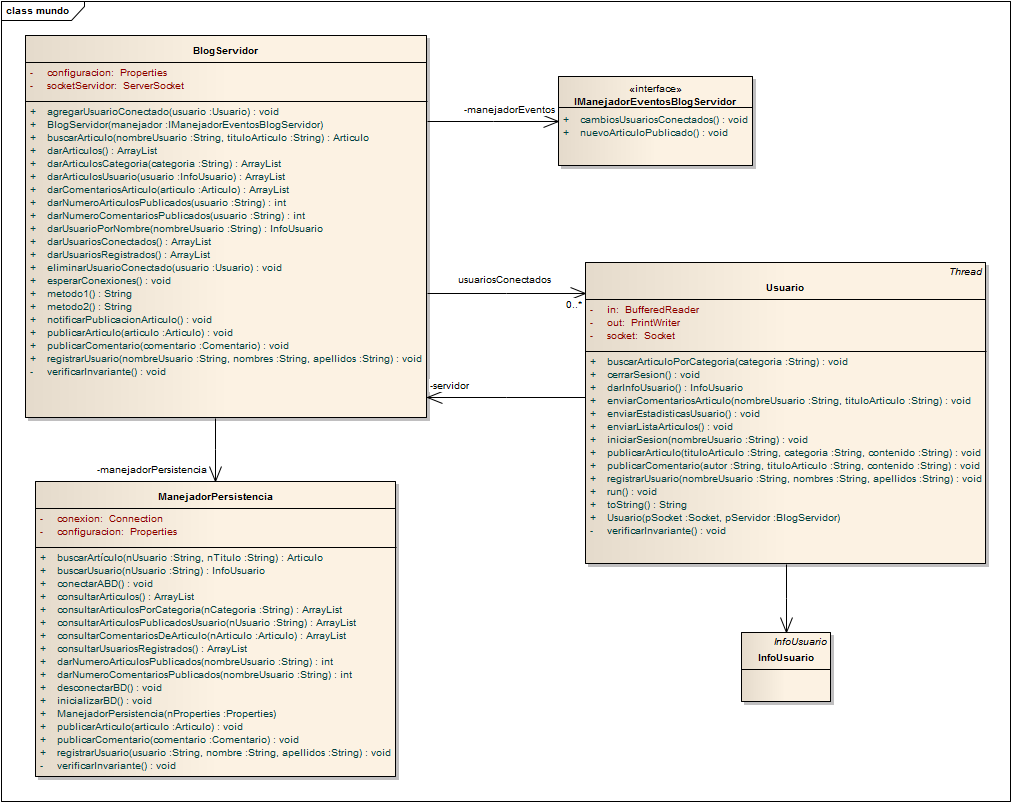 class mundo
BlogServidor
- configuracion: Properties
- socketServidor: ServerSocket
+ agregarUsuarioConectado(usuario :Usuario) : void
+ BlogServidor(manejador :IManejadorEventosBlogServidor)
+ buscarArticulo(nombreUsuario :String, tituloArticulo :String) : Articulo
+ darArticulos() : ArrayList
+ darArticulosCategoria(categoria :String) : ArrayList
+ darArticulosUsuario(usuario :InfoUsuario) : ArrayList
+ darComentariosArticulo(articulo :Articulo) : ArrayList
+ darNumeroArticulosPublicados(usuario :String) : int
+ darNumeroComentariosPublicados(usuario :String) : int
+ darUsuarioPorNombre(nombreUsuario :String) : InfoUsuario
+ darUsuariosConectados() : ArrayList
+ darUsuariosRegistrados() : ArrayList
+ eliminarUsuarioConectado(usuario :Usuario) : void
+ esperarConexiones() : void
+ metodo1() : String
+ metodo2() : String
+ notificarPublicacionArticulo() : void
+ publicarArticulo(articulo :Articulo) : void
+ publicarComentario(comentario :Comentario) : void
+ registrarUsuario(nombreUsuario :String, nombres :String, apellidos :String) : void
- verificarInvariante() : void
-manejadorEventos
«interface»
IManejadorEventosBlogServidor
+ cambiosUsuariosConectados() : void
+ nuevoArticuloPublicado() : void
usuariosConectados
0..*
-servidor
Thread
Usuario
- in: BufferedReader
- out: PrintWriter
- socket: Socket
+ buscarArticuloPorCategoria(categoria :String) : void
+ cerrarSesion() : void
+ darInfoUsuario() : InfoUsuario
+ enviarComentariosArticulo(nombreUsuario :String, tituloArticulo :String) : void
+ enviarEstadisticasUsuario() : void
+ enviarListaArticulos() : void
+ iniciarSesion(nombreUsuario :String) : void
+ publicarArticulo(tituloArticulo :String, categoria :String, contenido :String) : void
+ publicarComentario(autor :String, tituloArticulo :String, contenido :String) : void
+ registrarUsuario(nombreUsuario :String, nombres :String, apellidos :String) : void
+ run() : void
+ toString() : String
+ Usuario(pSocket :Socket, pServidor :BlogServidor)
- verificarInvariante() : void
-manejadorPersistencia
ManejadorPersistencia
- conexion: Connection
- configuracion: Properties
+ buscarArtículo(nUsuario :String, nTitulo :String) : Articulo
+ buscarUsuario(nUsuario :String) : InfoUsuario
+ conectarABD() : void
+ consultarArticulos() : ArrayList
+ consultarArticulosPorCategoria(nCategoria :String) : ArrayList
+ consultarArticulosPublicadosUsuario(nUsuario :String) : ArrayList
+ consultarComentariosDeArticulo(nArticulo :Articulo) : ArrayList
+ consultarUsuariosRegistrados() : ArrayList
+ darNumeroArticulosPublicados(nombreUsuario :String) : int
+ darNumeroComentariosPublicados(nombreUsuario :String) : int
+ desconectarBD() : void
+ inicializarBD() : void
+ ManejadorPersistencia(nProperties :Properties)
+ publicarArticulo(articulo :Articulo) : void
+ publicarComentario(comentario :Comentario) : void
+ registrarUsuario(usuario :String, nombre :String, apellidos :String) : void
- verificarInvariante() : void
InfoUsuario
InfoUsuario